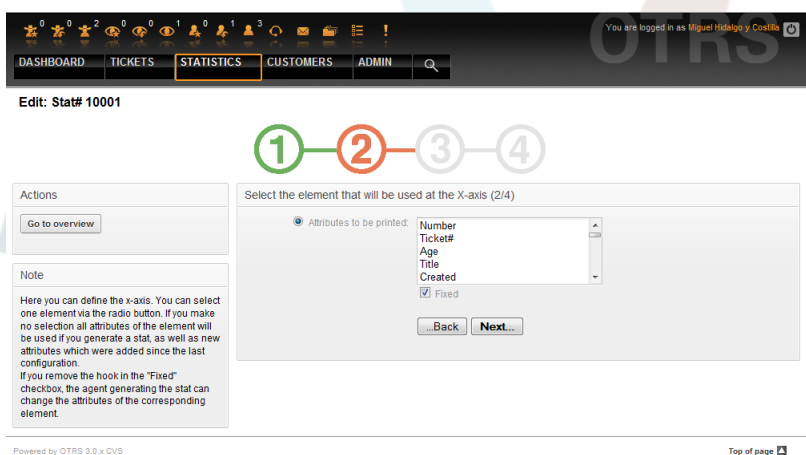 0 0 2 0 0 1 0 1 3
You are logged in as Miguel Hidalgo y Costilla
OTRS
DASHBOARD TICKETS STATISTICS CUSTOMERS ADMIN
Edit: Stat# 10001
1 2 3 4
Actions
Go to overview
Note
Here you can define the x-axis. You can select
one element via the radio button. If you make
no selection all attributes of the element will
be used if you generate a stat, as well as new
attributes which were added since the last
configuration.
If you remove the hook in the "Fixed"
checkbox, the agent generating the stat can
change the attributes of the corresponding
element.
Select the element that will be used at the X-axis (2/4)
Attributes to be printed:
Number
Ticket#
Age
Title
Created
Fixed
...Back Next...
Powered by OTRS 3.0.x CVS
Top of page